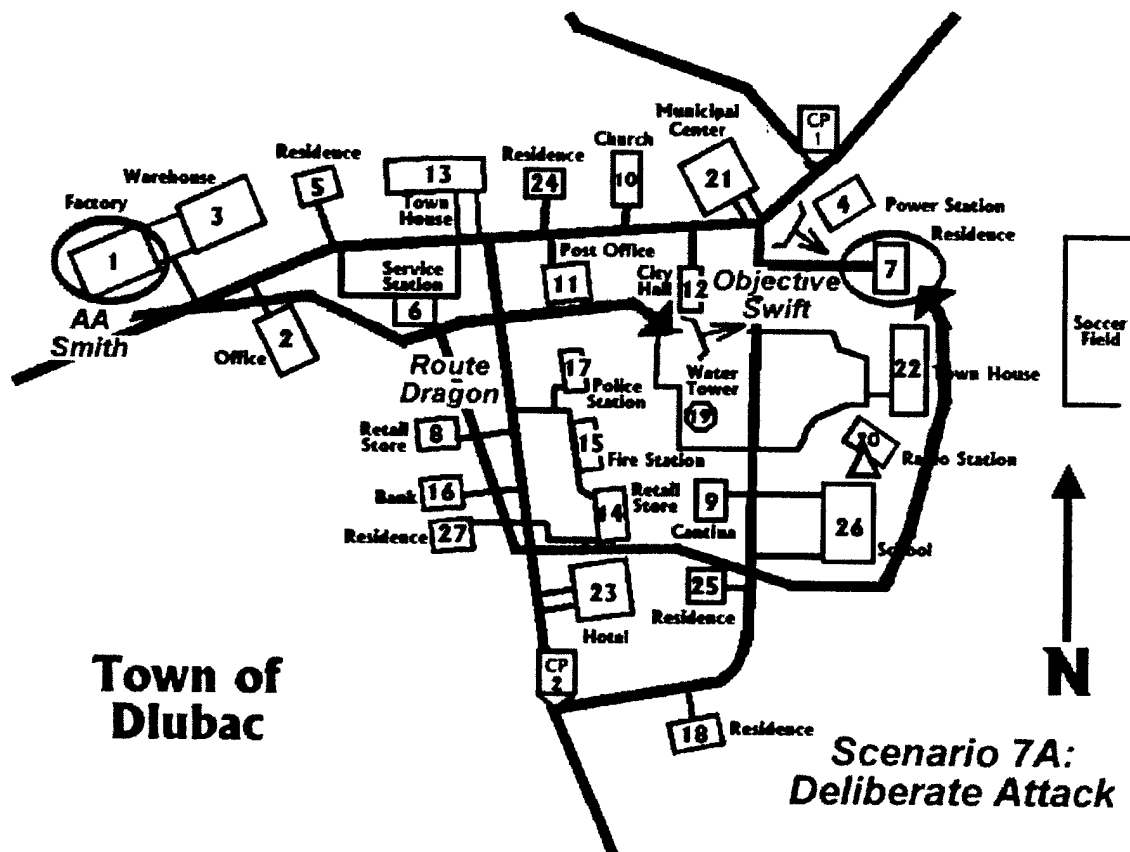 CP
1
Municipal
Center
Church
Residence
Residence
Warehouse
Factory
13
24
10
21
5
3
4
Power Station
Residence
Town
House
1
Post Office
7
Service
Station
11
City
Hall
12
Objective
Swift
6
AA
Smith
2
Office
Soccer
Field
Route
Dragon
17
Police
Station
Water
Tower
19
22
Town House
Retail
Store
8
15
Fire Station
20
Radio Station
Bank
16
Retail
Store
14
9
Cantina
26
School
Residence
27
23
Hotel
25
Residence
CP
2
N
Town of
Dlubac
18
Residence
Scenario 7A:
Deliberate Attack